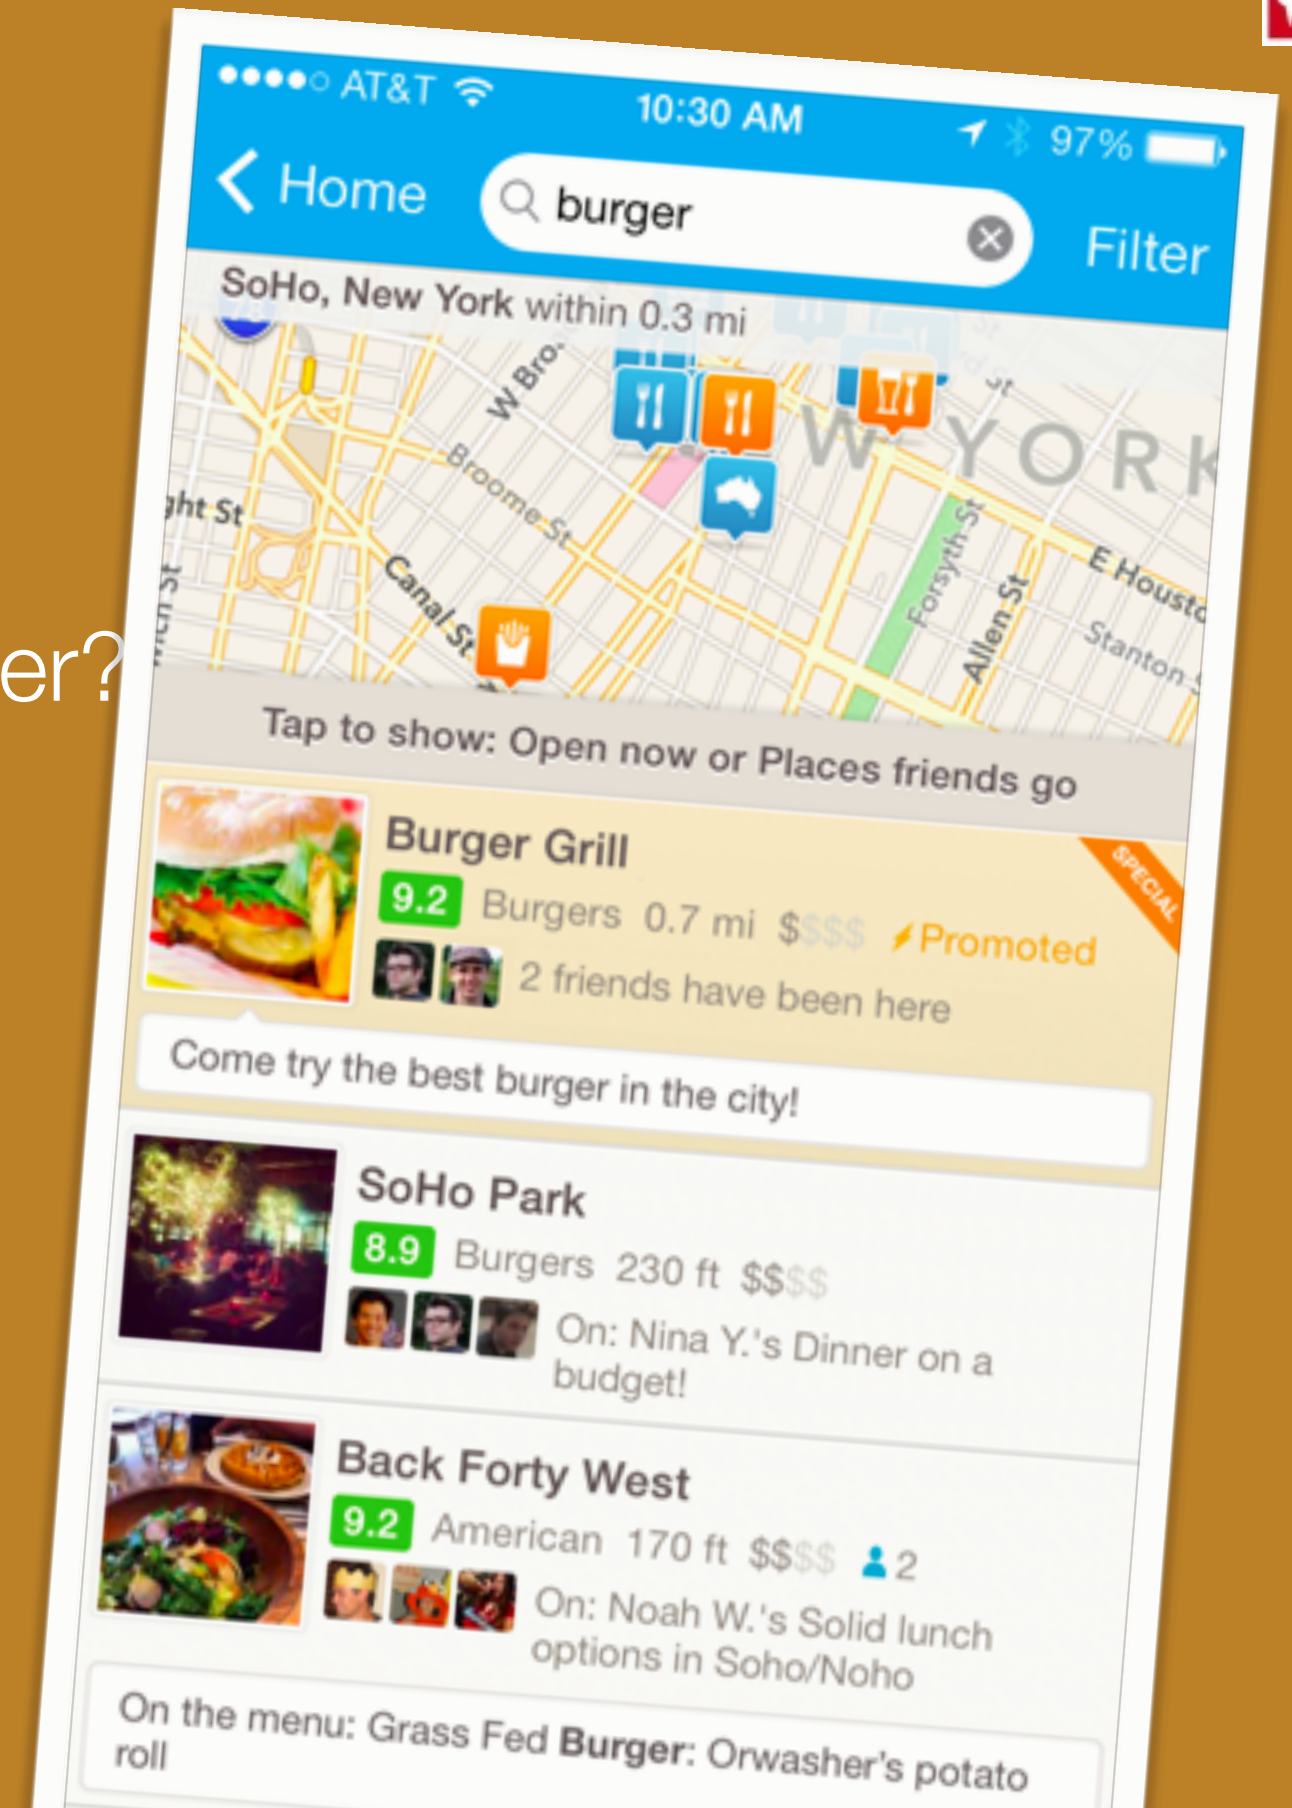 AT&T 10:30 AM 97%
Home burger Filter
SoHo, New York within 0.3 mi
W Bro.
W YORK
Broome St
ght St
Canal St
Forsyth St
Allen St
E Housto
Stanton
er?
Tap to show: Open now or Places friends go
Burger Grill
SPECIAL
9.2 Burgers 0.7 mi $$$$ Promoted
2 friends have been here
Come try the best burger in the city!
SoHo Park
8.9 Burgers 230 ft $$$$
On: Nina Y.'s Dinner on a
budget!
Back Forty West
9.2 American 170 ft $$$$ 2
On: Noah W.'s Solid lunch
options in Soho/Noho
On the menu: Grass Fed Burger: Orwasher's potato
roll